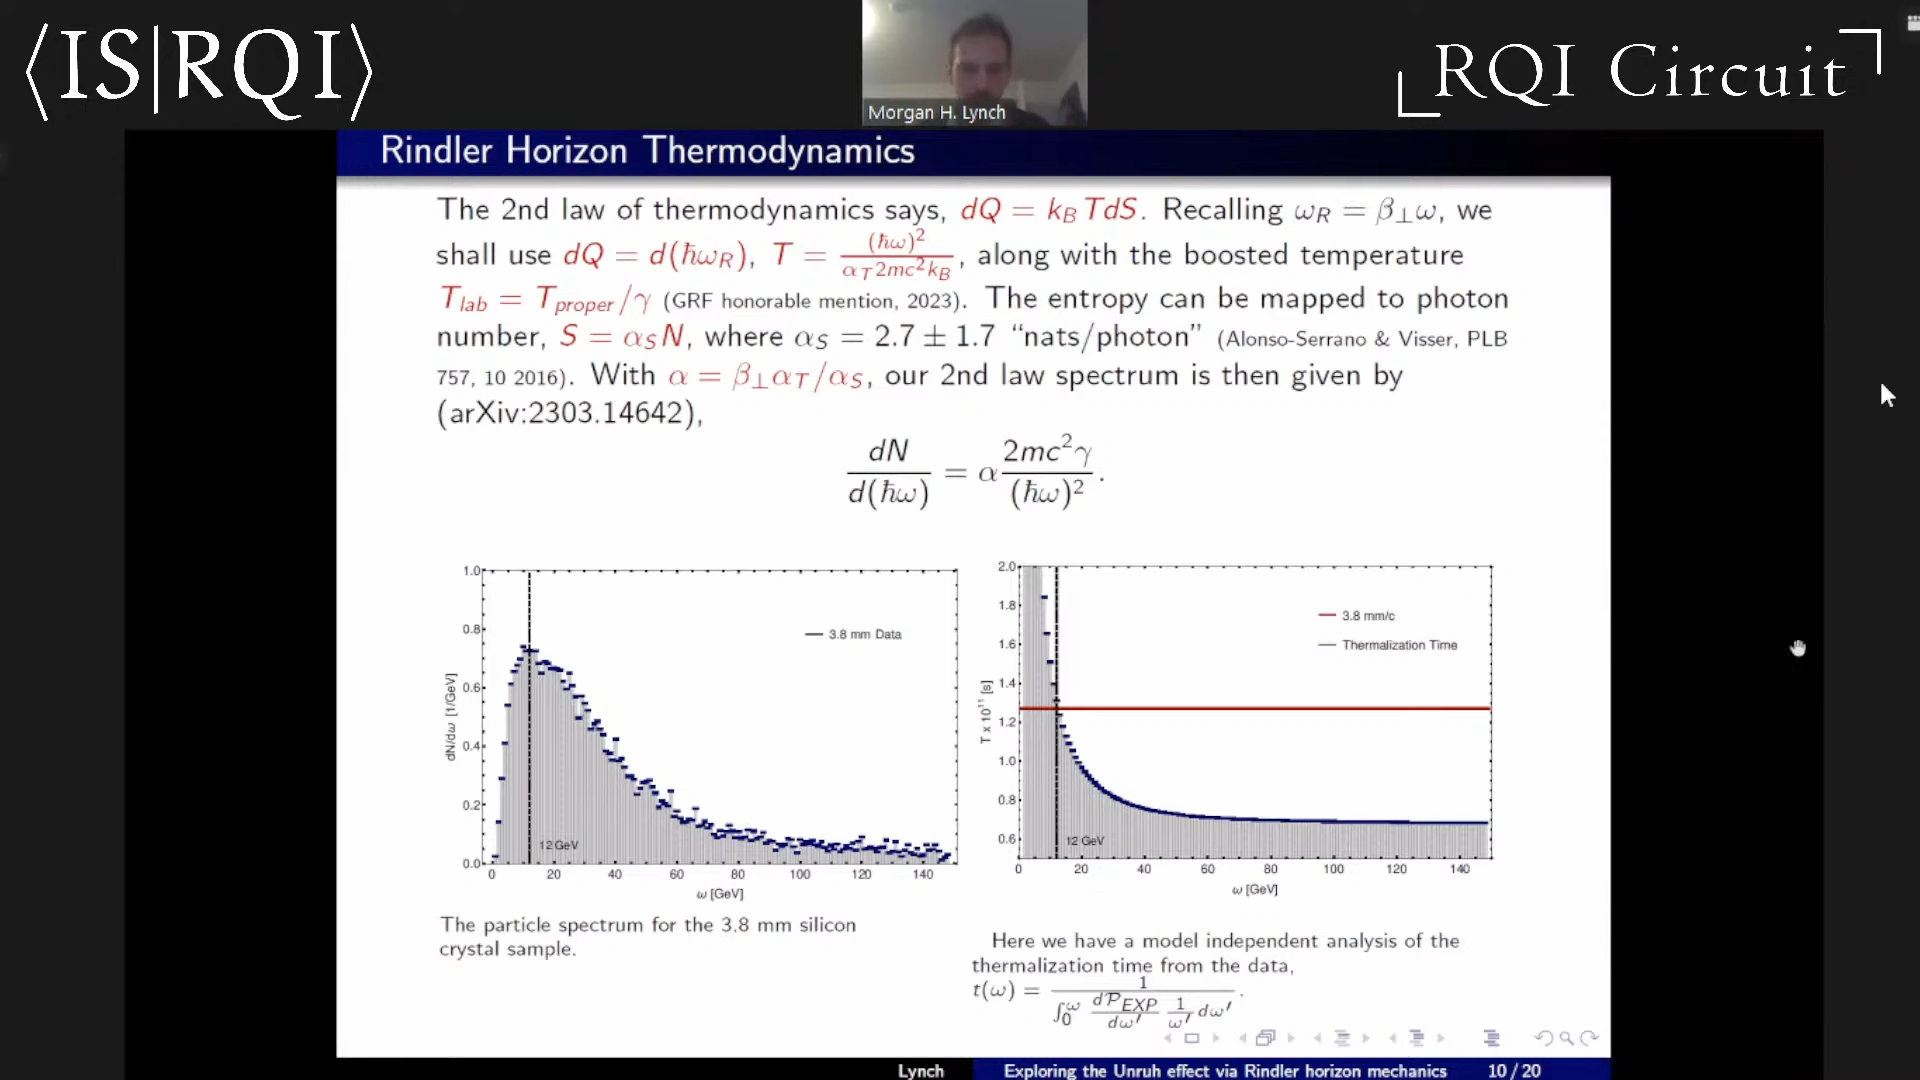 ⟨IS|RQI⟩
Morgan H. Lynch
RQI Circuit
Rindler Horizon Thermodynamics
The 2nd law of thermodynamics says, dQ = k_B TdS. Recalling ω_R = β_⊥ω, we
shall use dQ = d(ħω_R), T = (ħω)²/(α_T 2mc²k_B), along with the boosted temperature
T_lab = T_proper/γ (GRF honorable mention, 2023). The entropy can be mapped to photon
number, S = α_S N, where α_S = 2.7 ± 1.7 “nats/photon” (Alonso-Serrano & Visser, PLB
757, 10 2016). With α = β_⊥α_T/α_S, our 2nd law spectrum is then given by
(arXiv:2303.14642),
dN/d(ħω) = α 2mc²γ/(ħω)².
1.0
0.8
0.6
0.4
0.2
0.0
dN/dω [1/GeV]
3.8 mm Data
12 GeV
0 20 40 60 80 100 120 140
ω [GeV]
The particle spectrum for the 3.8 mm silicon
crystal sample.
2.0
1.8
1.6
1.4
1.2
1.0
0.8
0.6
T x 10¹¹ [s]
3.8 mm/c
Thermalization Time
12 GeV
0 20 40 60 80 100 120 140
ω [GeV]
Here we have a model independent analysis of the
thermalization time from the data,
t(ω) = 1/(∫₀^ω dP_EXP/dω′ 1/ω′ dω′).
Lynch
Exploring the Unruh effect via Rindler horizon mechanics
10 / 20